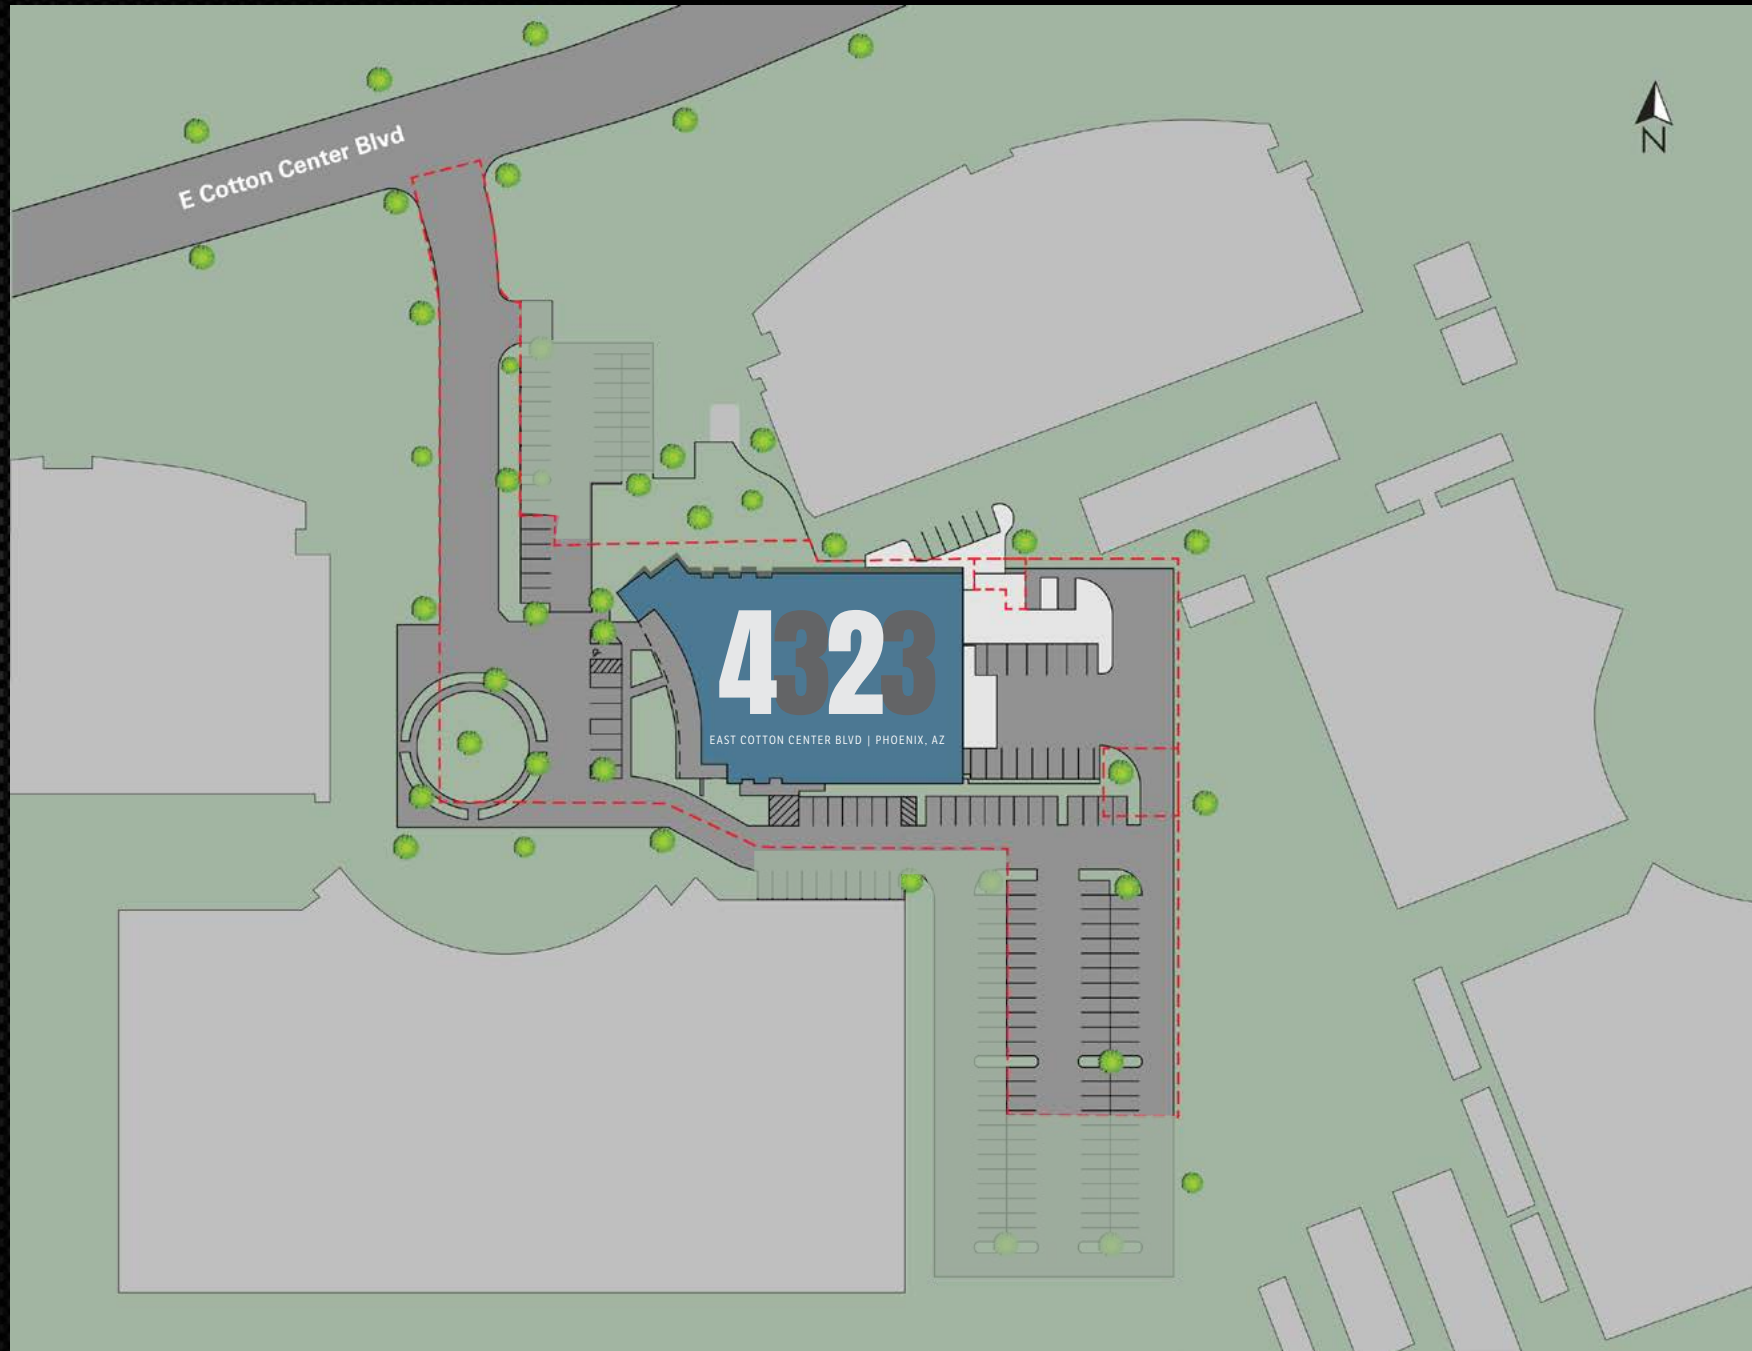 E Cotton Center Blvd
N
4323
EAST COTTON CENTER BLVD | PHOENIX, AZ